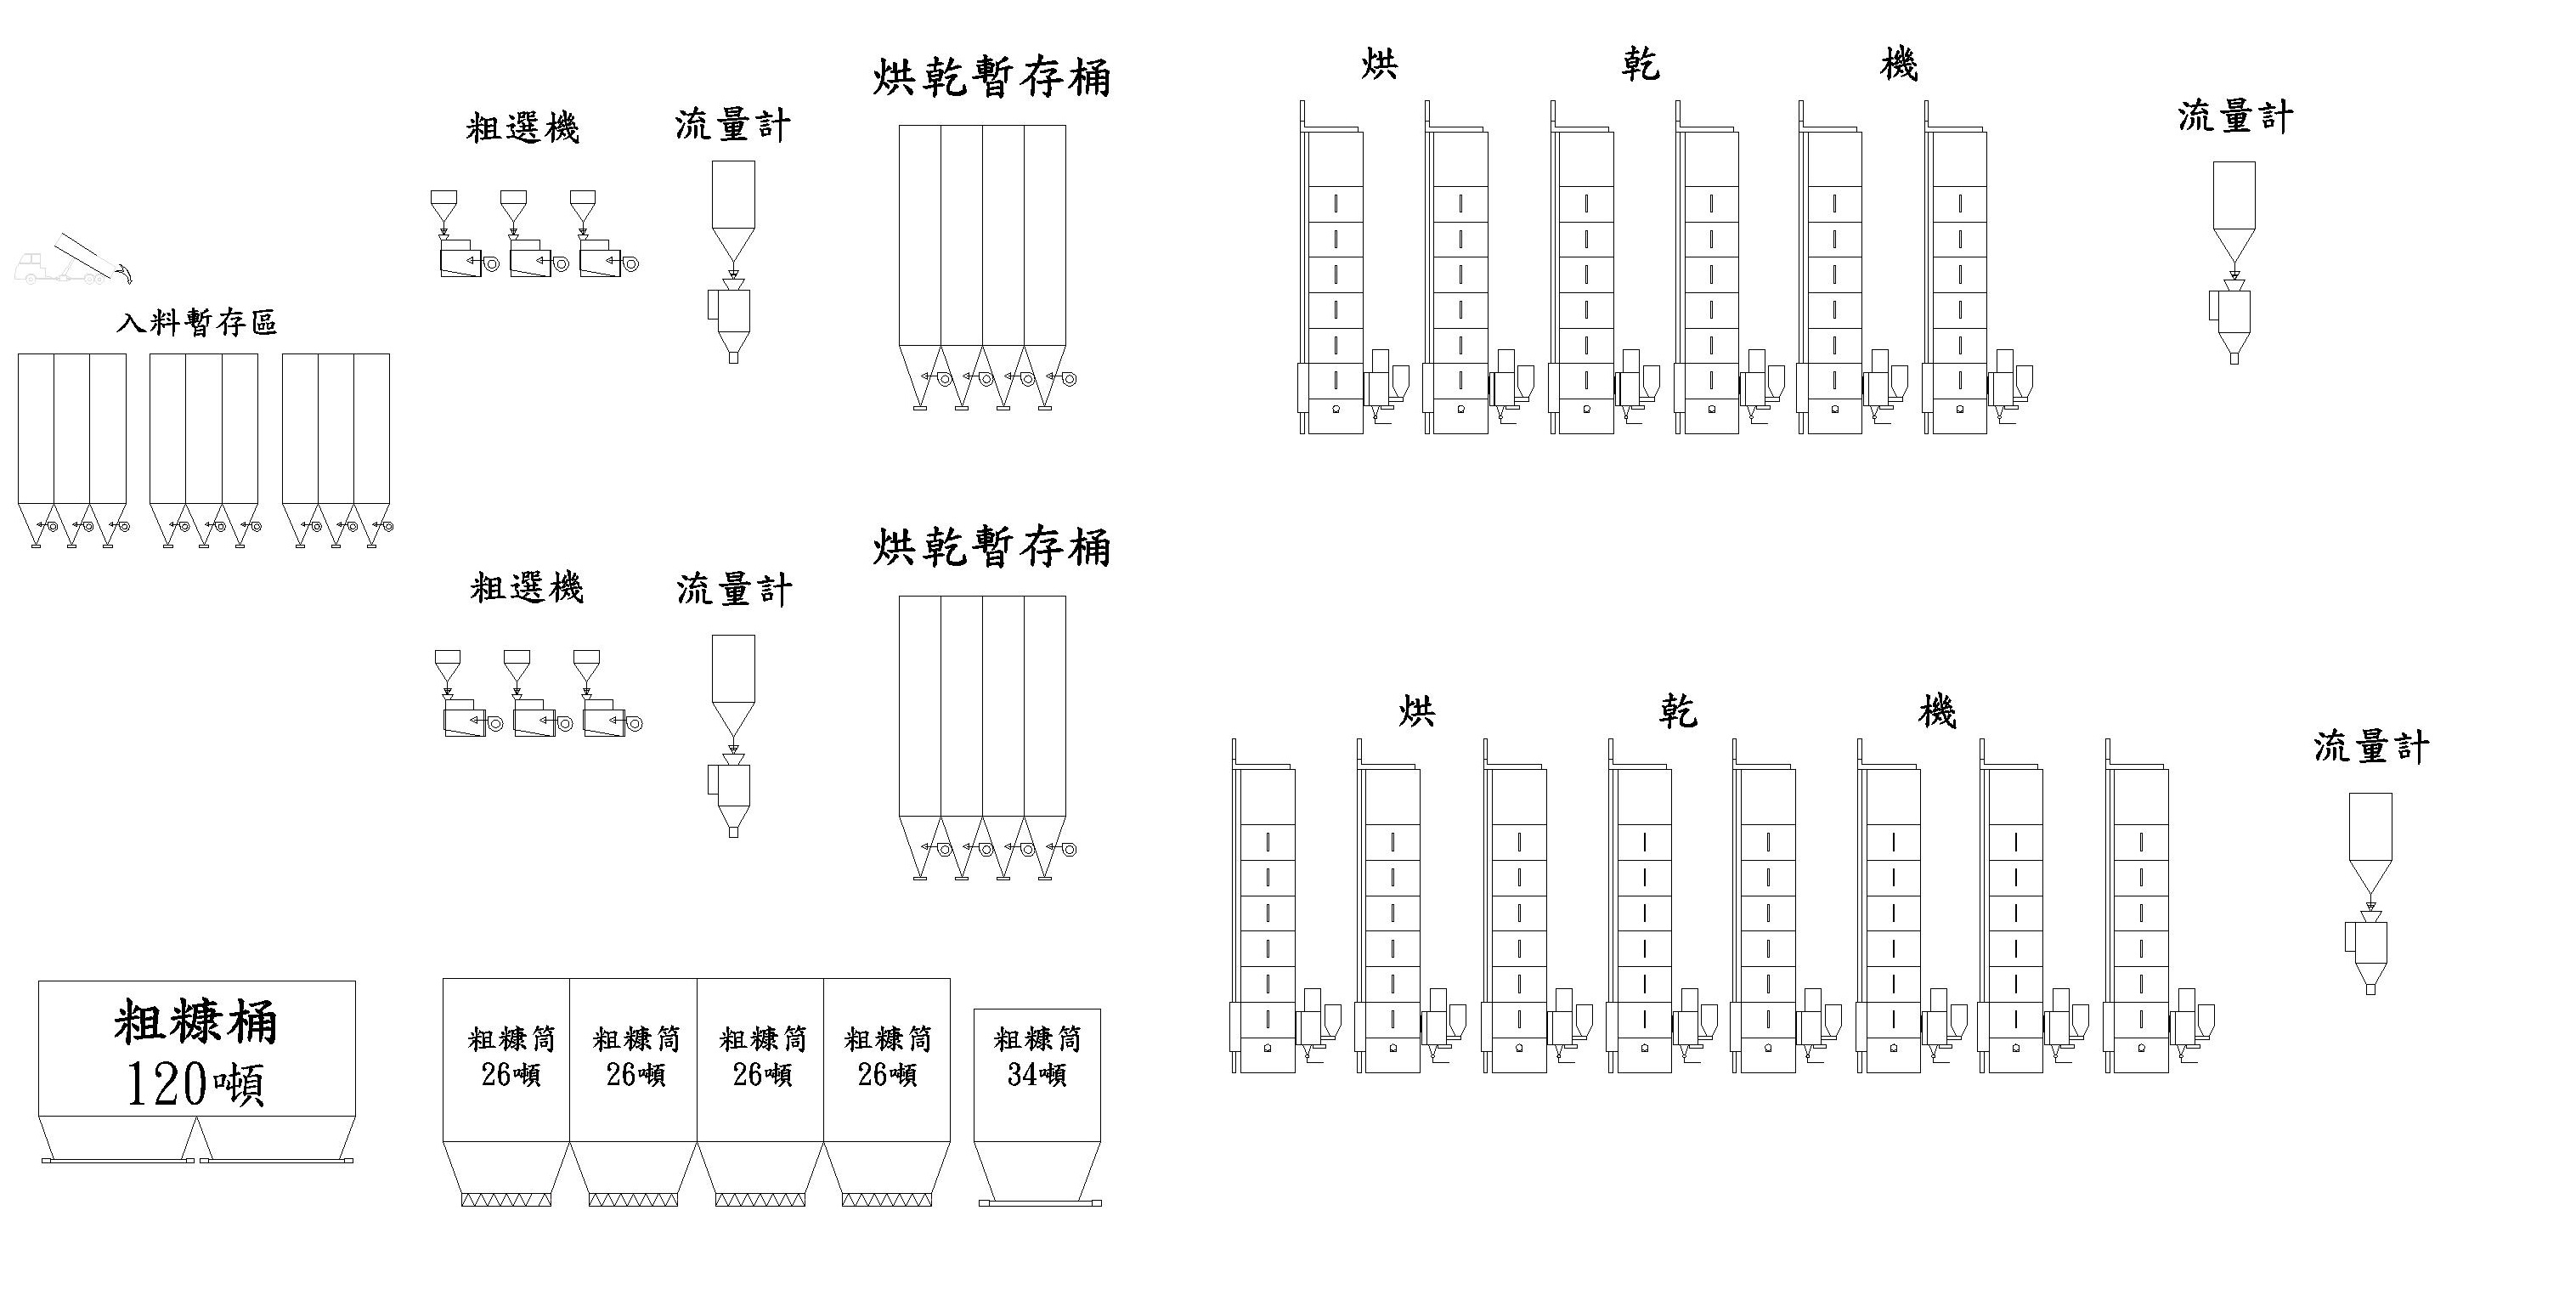 烘乾機
烘乾暫存桶
粗選機
流量計
流量計
入料暫存區
烘乾暫存桶
粗選機
流量計
烘乾機
流量計
粗糠桶
120噸
粗糠筒
26噸
粗糠筒
26噸
粗糠筒
26噸
粗糠筒
26噸
粗糠筒
34噸